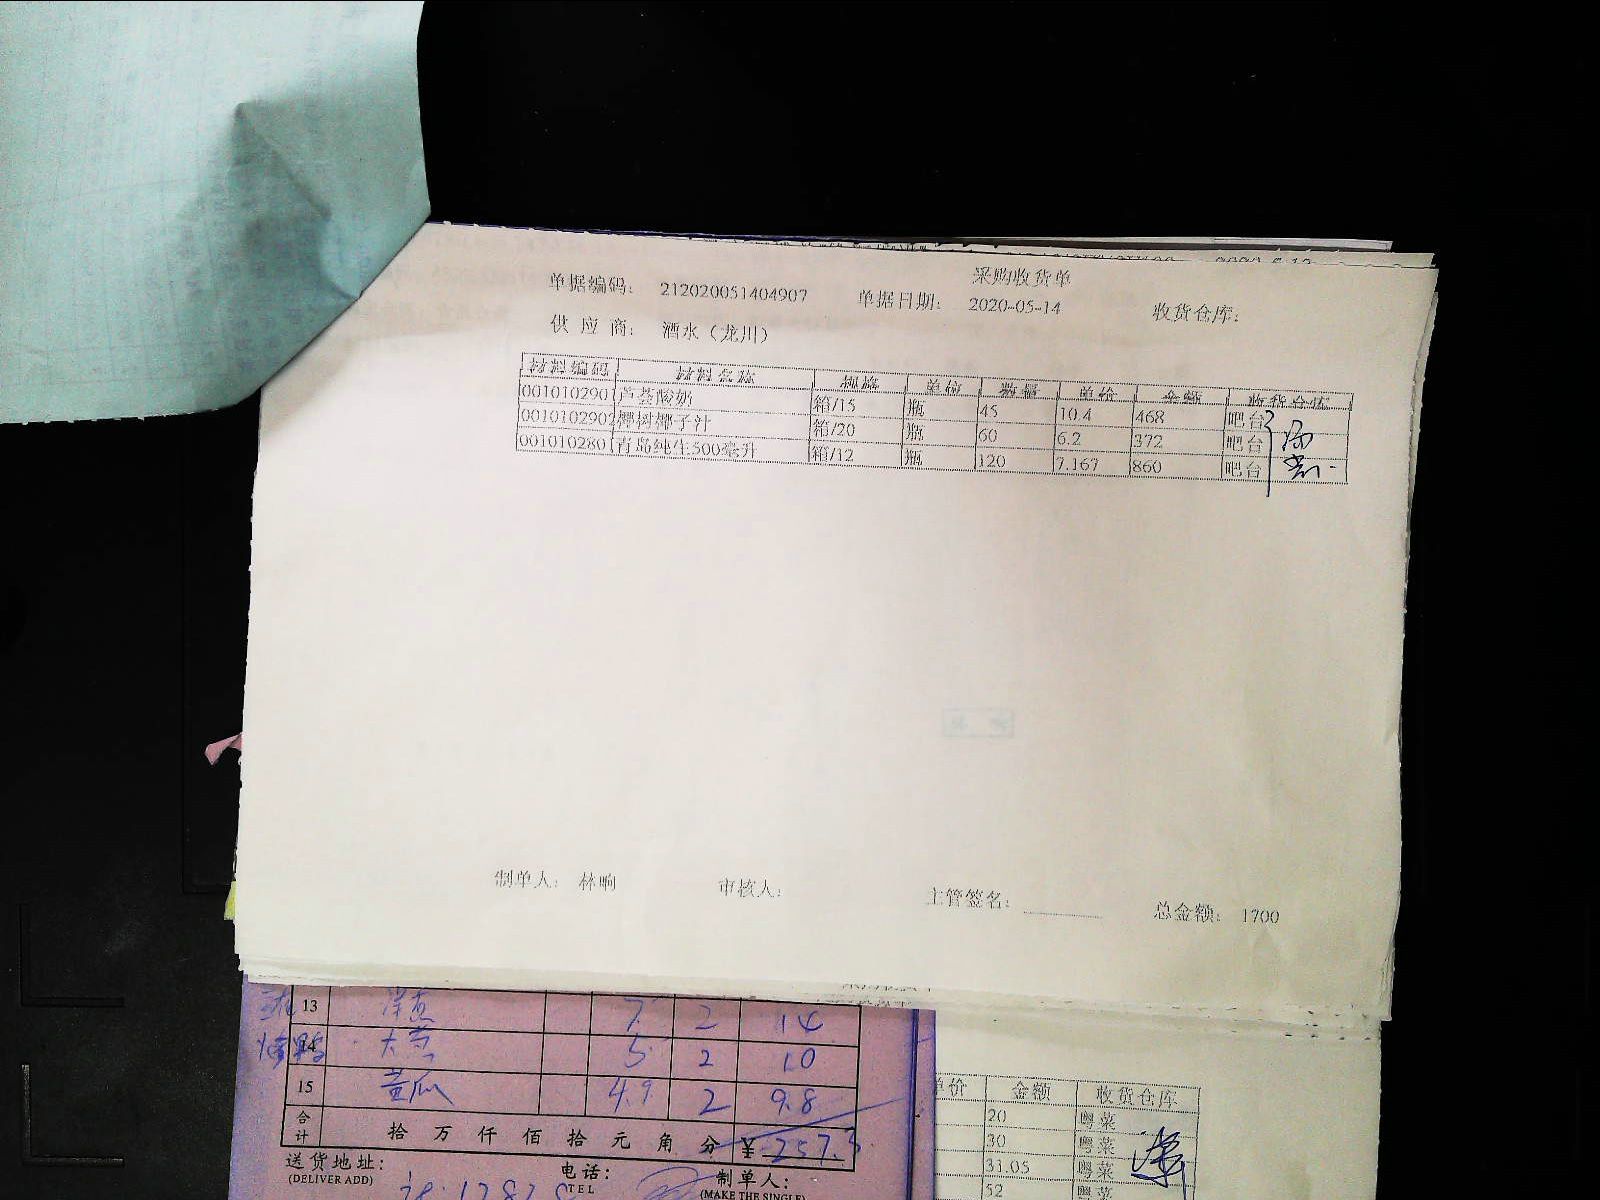 采购收货单
单据编码: 212020051404907 单据日期: 2020-05-14 收货仓库:
供 应 商: 酒水 (龙川)
材料编码 材料名称 规格 单位 数量 单价 金额 收货仓库
001010290 芦荟酸奶 箱/15 瓶 45 10.4 468 吧台
0010102902 椰树椰子汁 箱/20 瓶 60 6.2 372 吧台
001010280 青岛纯生500毫升 箱/12 瓶 120 7.167 860 吧台
制单人: 林晌 审核人: 主管签名: 总金额: 1700
13 7. 2 14
5. 2 10
15 黄瓜 4.9 2 9.8
合计 拾 万 仟 佰 拾 元 角 分 ¥ 257.3
送货地址: 电话: 制单人:
(DELIVER ADD) TEL (MAKE THE SINGLE)
单价 金额 收货仓库
20 粤菜
30 粤菜
31.05 粤菜
52 粤菜